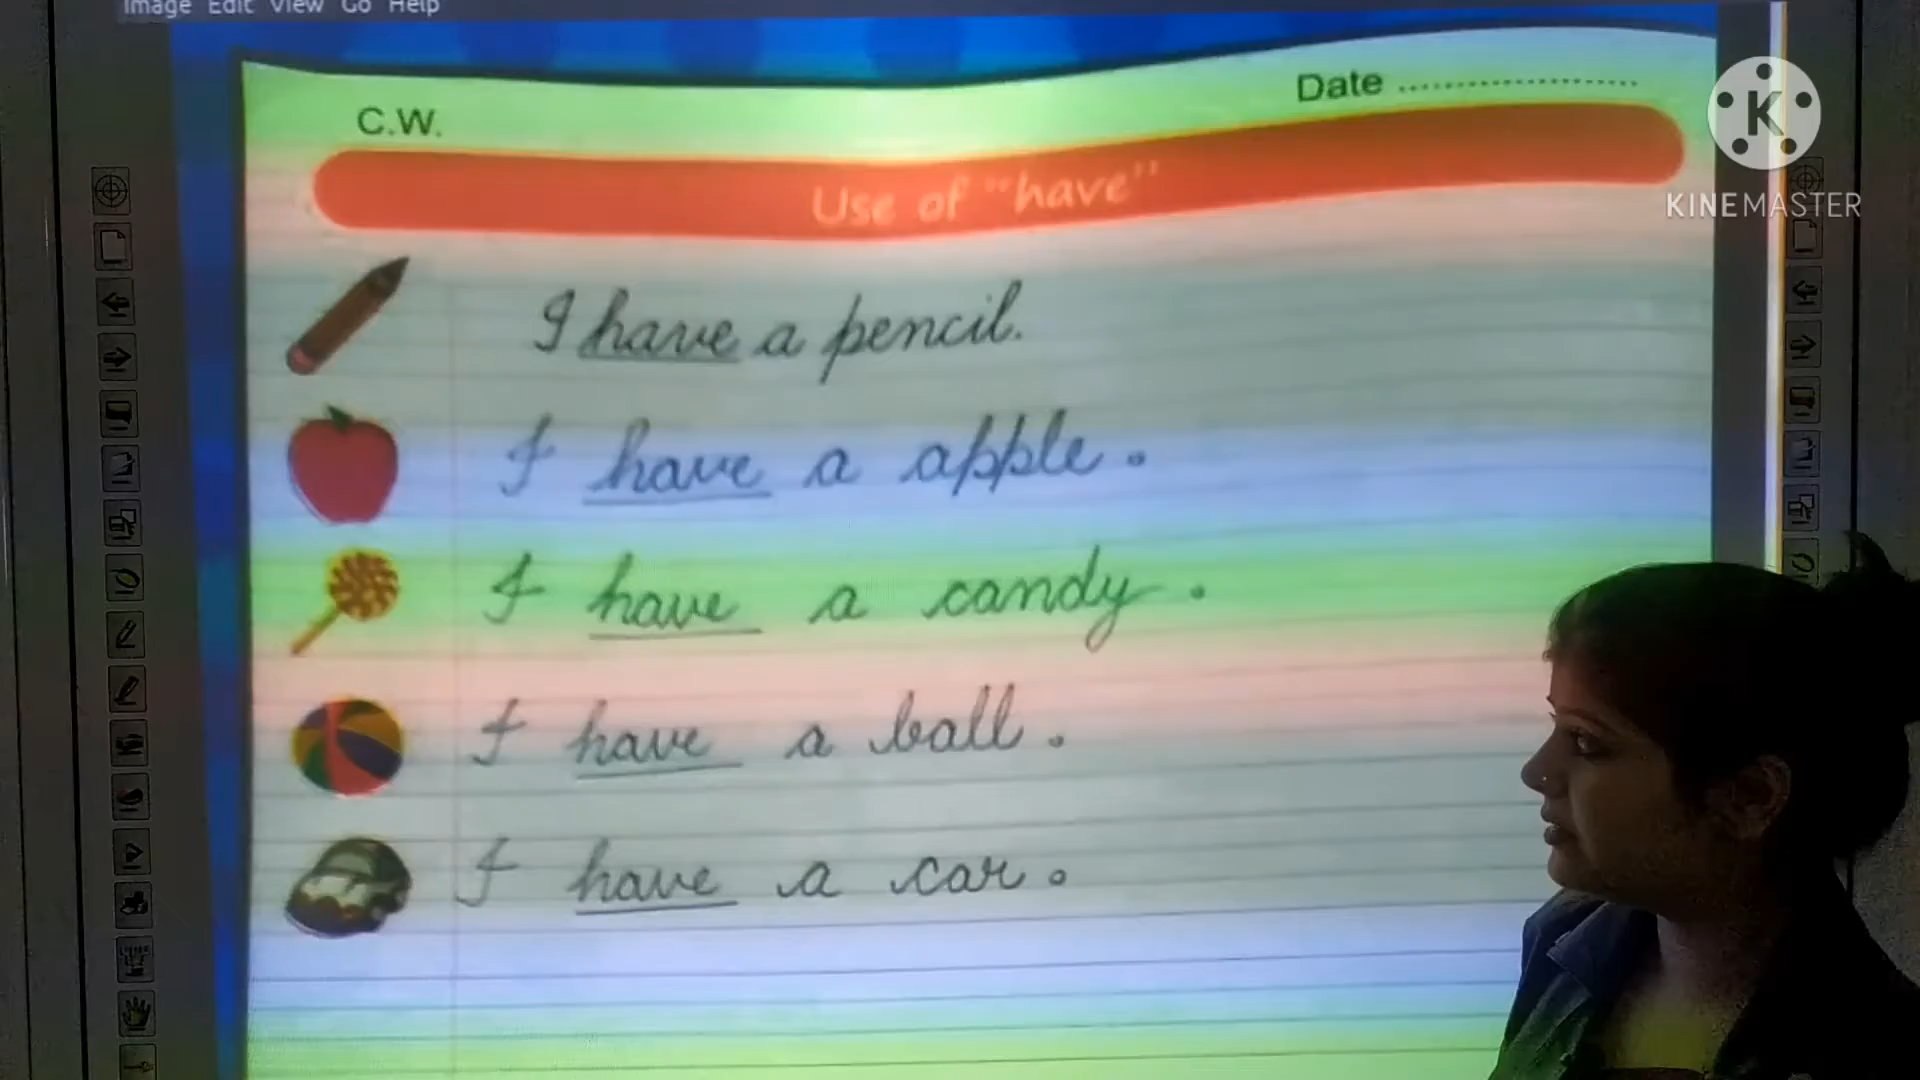 Image Edit View Go Help
Date ........................
C.W.
K
KINEMASTER
Use of "have"
I have a pencil.
I have a apple.
I have a candy.
I have a ball.
I have a car.